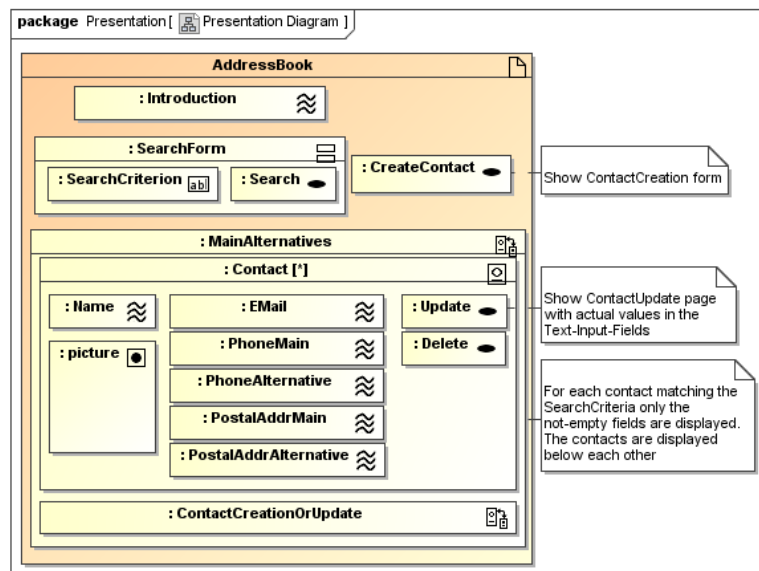 package Presentation [ Presentation Diagram ]
AddressBook
: Introduction
: SearchForm
: SearchCriterion ab|
: Search
: CreateContact
Show ContactCreation form
: MainAlternatives
: Contact [*]
: Name
: EMail
: Update
: PhoneMain
: Delete
: picture
: PhoneAlternative
: PostalAddrMain
: PostalAddrAlternative
Show ContactUpdate page
with actual values in the
Text-Input-Fields
For each contact matching the
SearchCriteria only the
not-empty fields are displayed.
The contacts are displayed
below each other
: ContactCreationOrUpdate